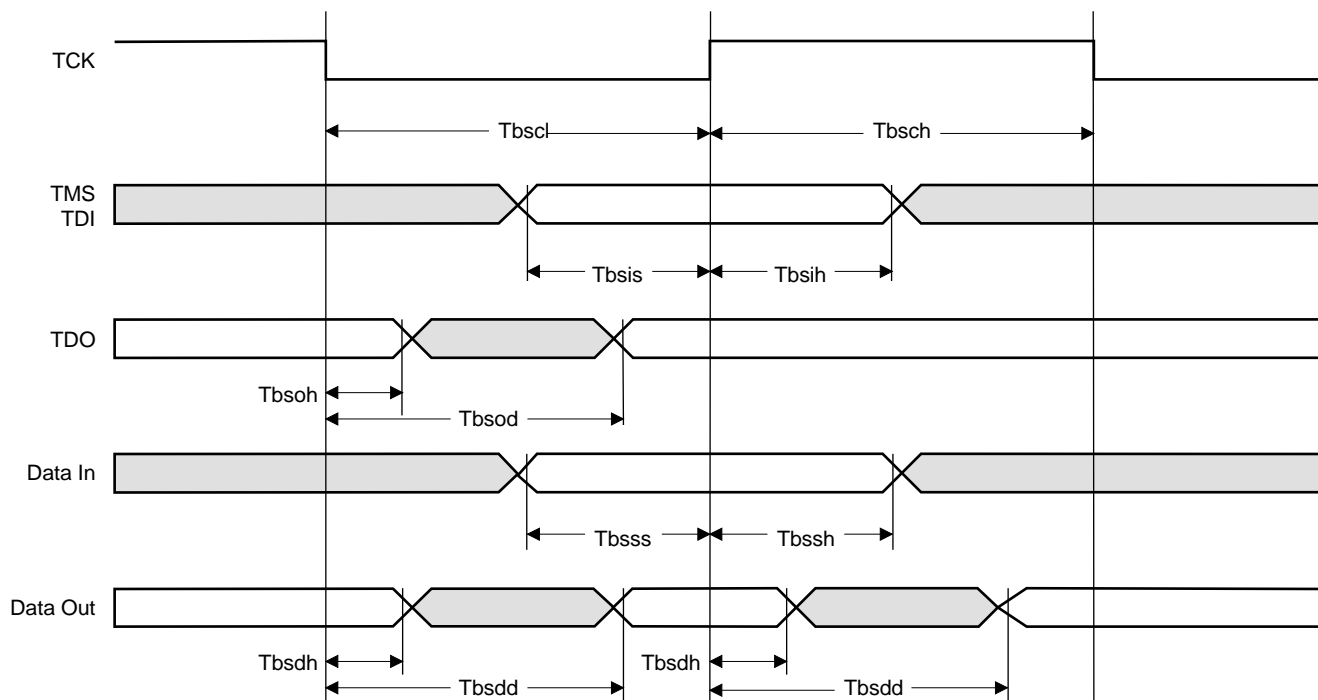 TCK
Tbscl
Tbsch
TMS
TDI
Tbsis
Tbsih
TDO
Tbsoh
Tbsod
Data In
Tbsss
Tbssh
Data Out
Tbsdh
Tbsdh
Tbsdd
Tbsdd